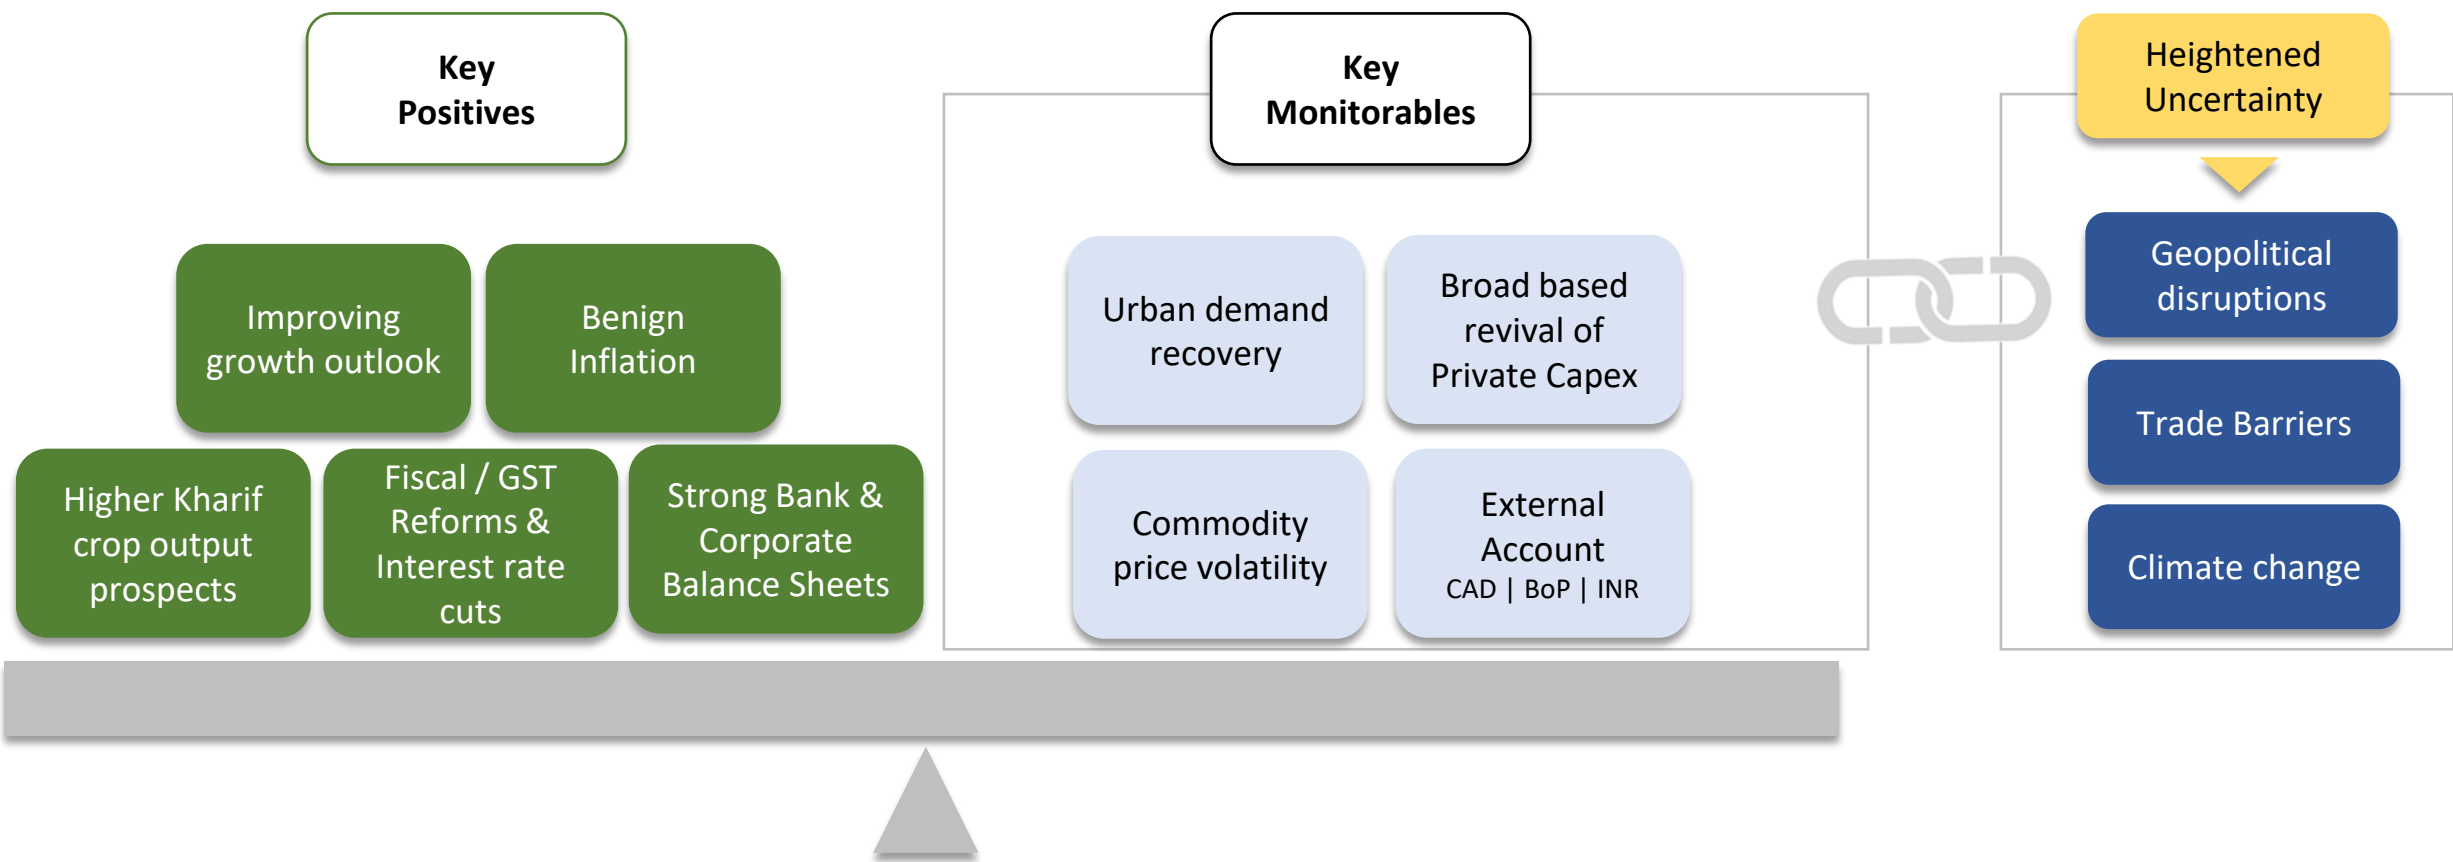 Key
Positives
Improving
growth outlook
Benign
Inflation
Higher Kharif
crop output
prospects
Fiscal / GST
Reforms &
Interest rate
cuts
Strong Bank &
Corporate
Balance Sheets
Key
Monitorables
Urban demand
recovery
Broad based
revival of
Private Capex
Commodity
price volatility
External
Account
CAD | BoP | INR
Heightened
Uncertainty
Geopolitical
disruptions
Trade Barriers
Climate change